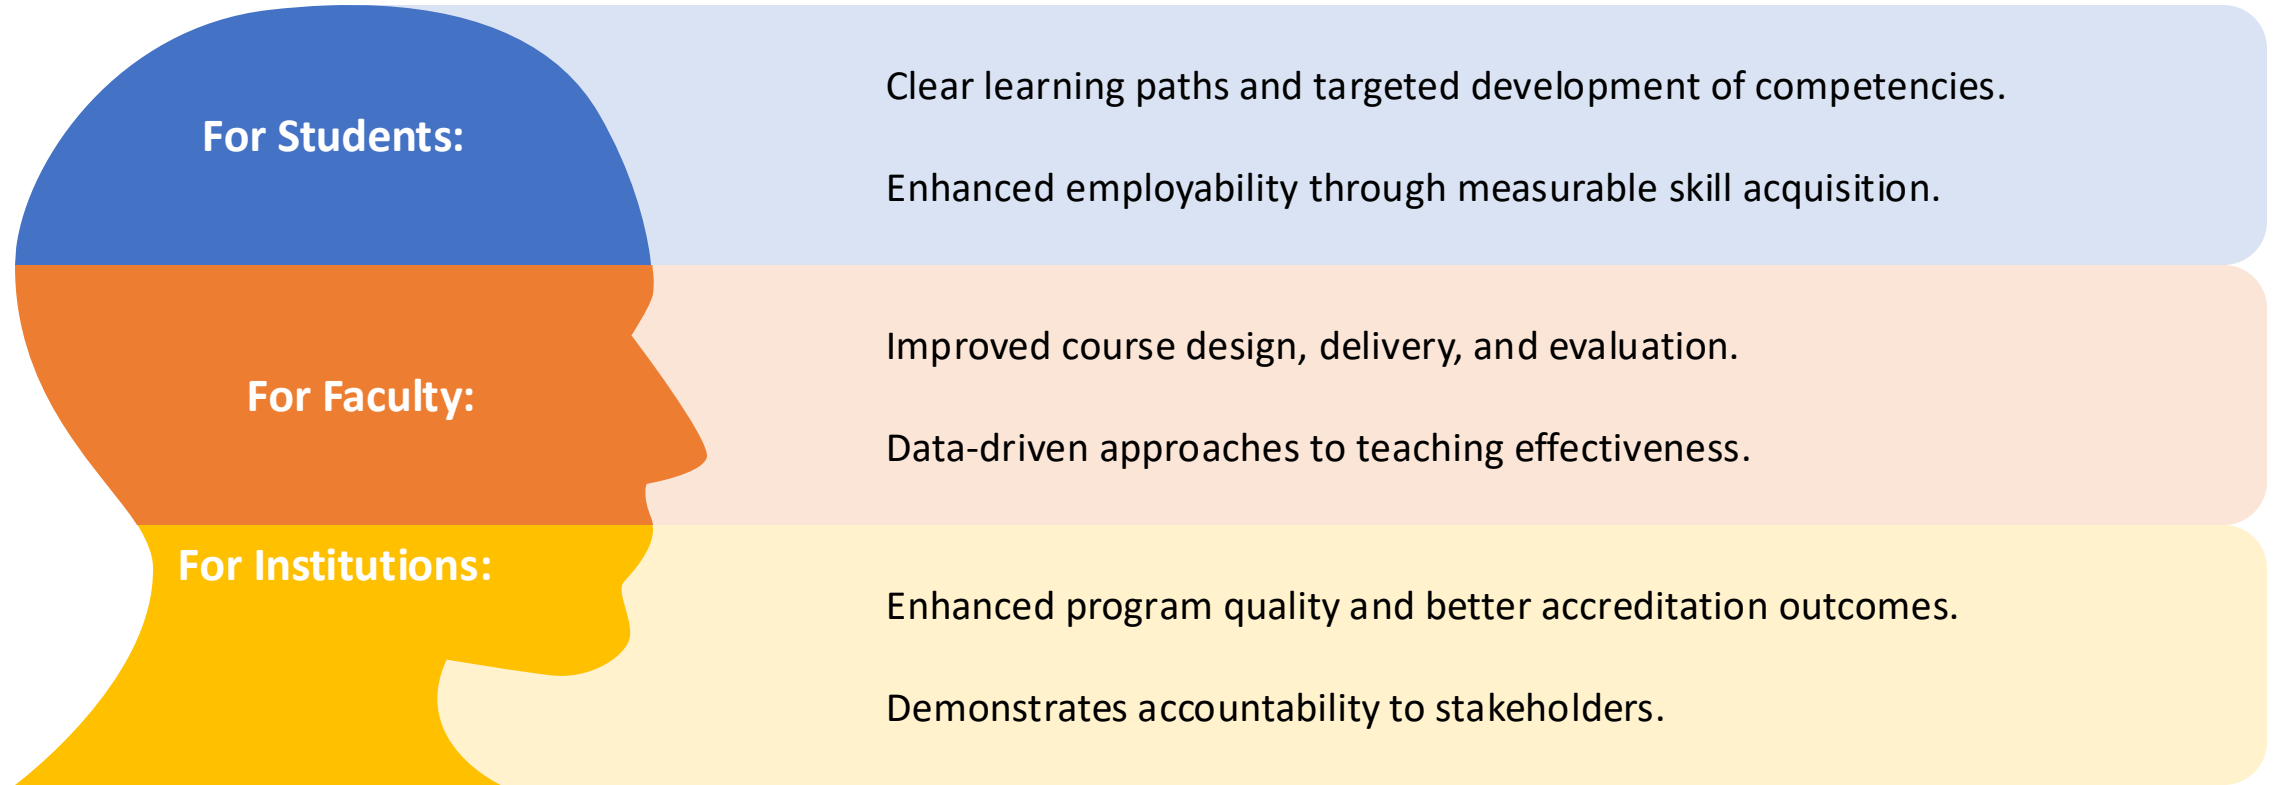 For Students:
Clear learning paths and targeted development of competencies.
Enhanced employability through measurable skill acquisition.
For Faculty:
Improved course design, delivery, and evaluation.
Data-driven approaches to teaching effectiveness.
For Institutions:
Enhanced program quality and better accreditation outcomes.
Demonstrates accountability to stakeholders.